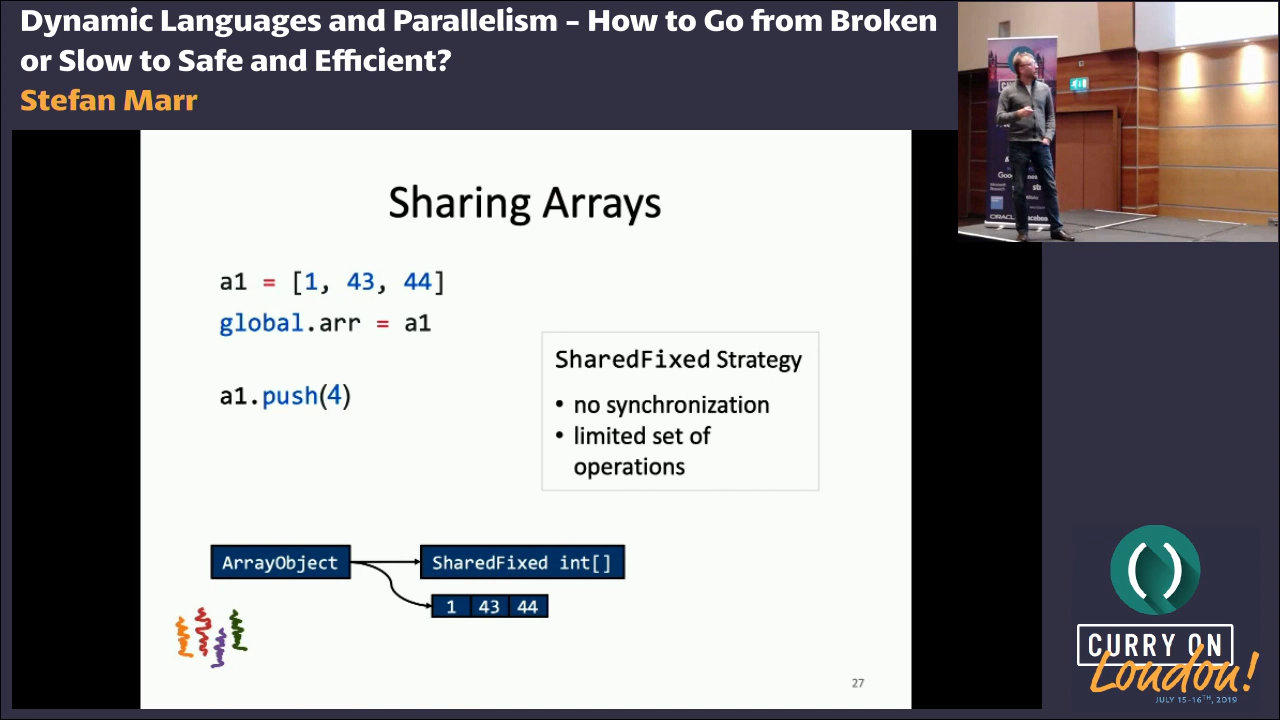 Dynamic Languages and Parallelism – How to Go from Broken
or Slow to Safe and Efficient?
Stefan Marr
Sharing Arrays
a1 = [1, 43, 44]
global.arr = a1
a1.push(4)
SharedFixed Strategy
• no synchronization
• limited set of
operations
ArrayObject
SharedFixed int[]
1 43 44
27
ORACLE
( )
CURRY ON
London!
JULY 15-16TH, 2019